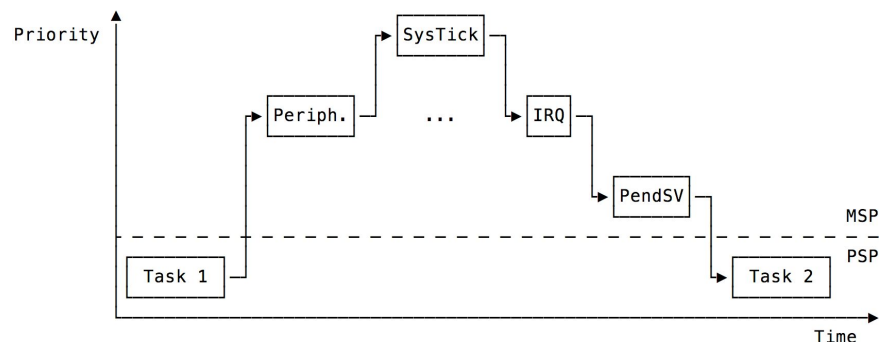 Priority
SysTick
Periph.
...
IRQ
PendSV
MSP
PSP
Task 1
Task 2
Time